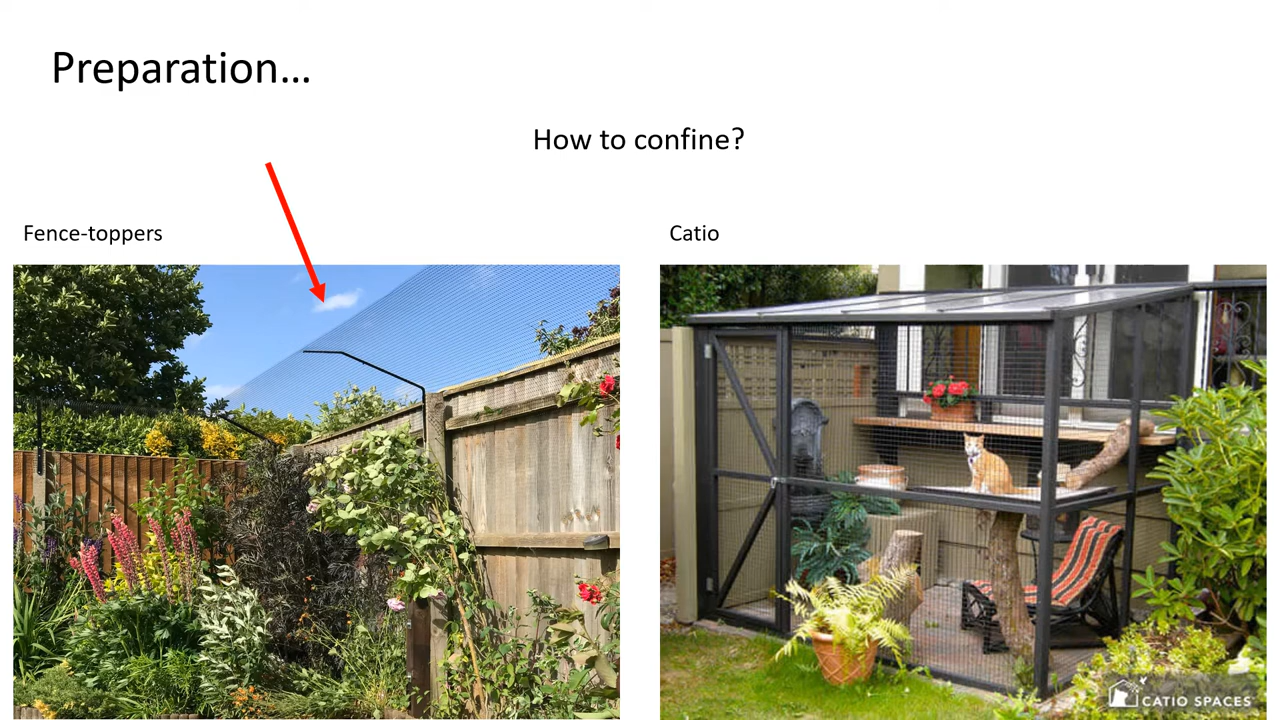 Preparation...
How to confine?
Fence-toppers
Catio
CATIO SPACES